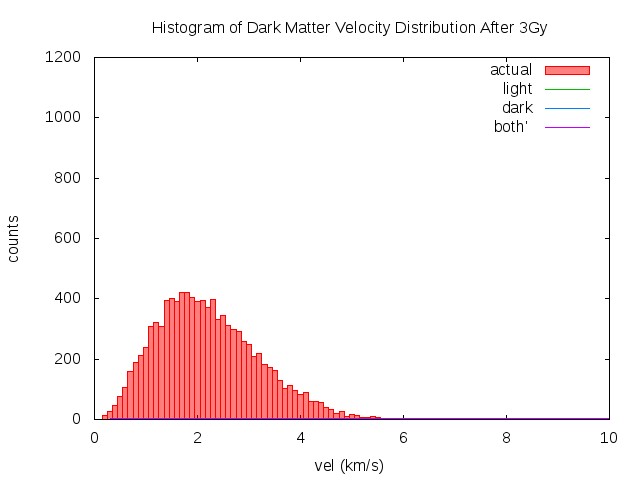 Histogram of Dark Matter Velocity Distribution After 3Gy
1200
1000
800
600
400
200
0
counts
actual
light
dark
both'
0 2 4 6 8 10
vel (km/s)